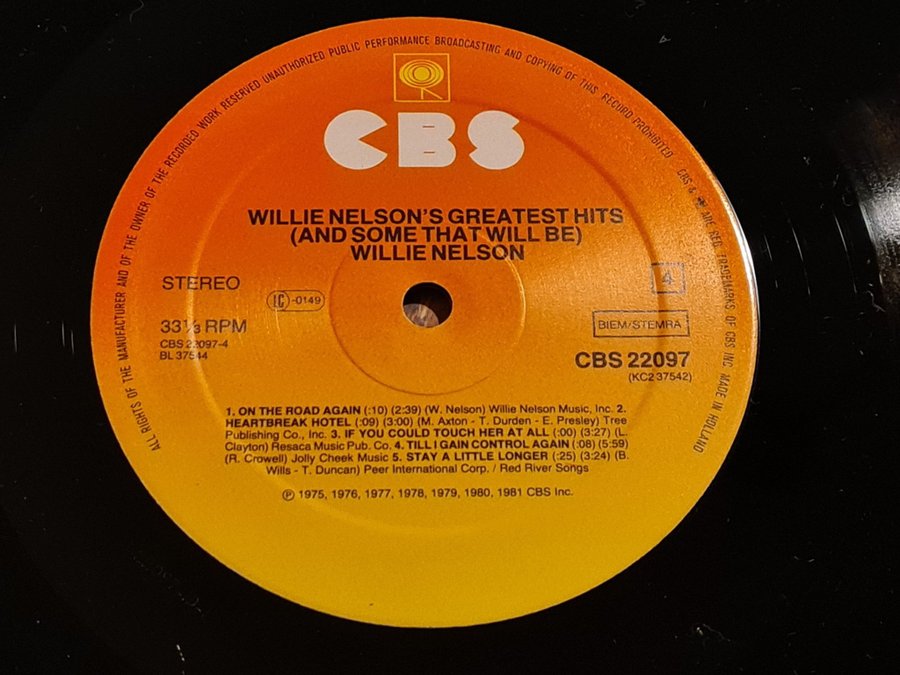 ALL RIGHTS OF THE MANUFACTURER AND OF THE OWNER OF THE RECORDED WORK RESERVED UNAUTHORIZED PUBLIC PERFORMANCE BROADCASTING AND COPYING OF THIS RECORD PROHIBITED CBS & ARE REG. TRADEMARKS OF CBS INC. MADE IN HOLLAND
CBS
WILLIE NELSON'S GREATEST HITS
(AND SOME THAT WILL BE)
WILLIE NELSON
STEREO
LC-0149
4
33⅓ RPM
CBS 22097-4
BL 37544
BIEM/STEMRA
CBS 22097
(KC2 37542)
1. ON THE ROAD AGAIN (:10) (2:39) (W. Nelson) Willie Nelson Music, Inc. 2.
HEARTBREAK HOTEL (:09) (3:00) (M. Axton - T. Durden - E. Presley) Tree
Publishing Co., Inc. 3. IF YOU COULD TOUCH HER AT ALL (:00) (3:27) (L.
Clayton) Resaca Music Pub. Co. 4. TILL I GAIN CONTROL AGAIN (:08) (5:59)
(R. Crowell) Jolly Cheek Music 5. STAY A LITTLE LONGER (:25) (3:24) (B.
Wills - T. Duncan) Peer International Corp. / Red River Songs
℗ 1975, 1976, 1977, 1978, 1979, 1980, 1981 CBS Inc.